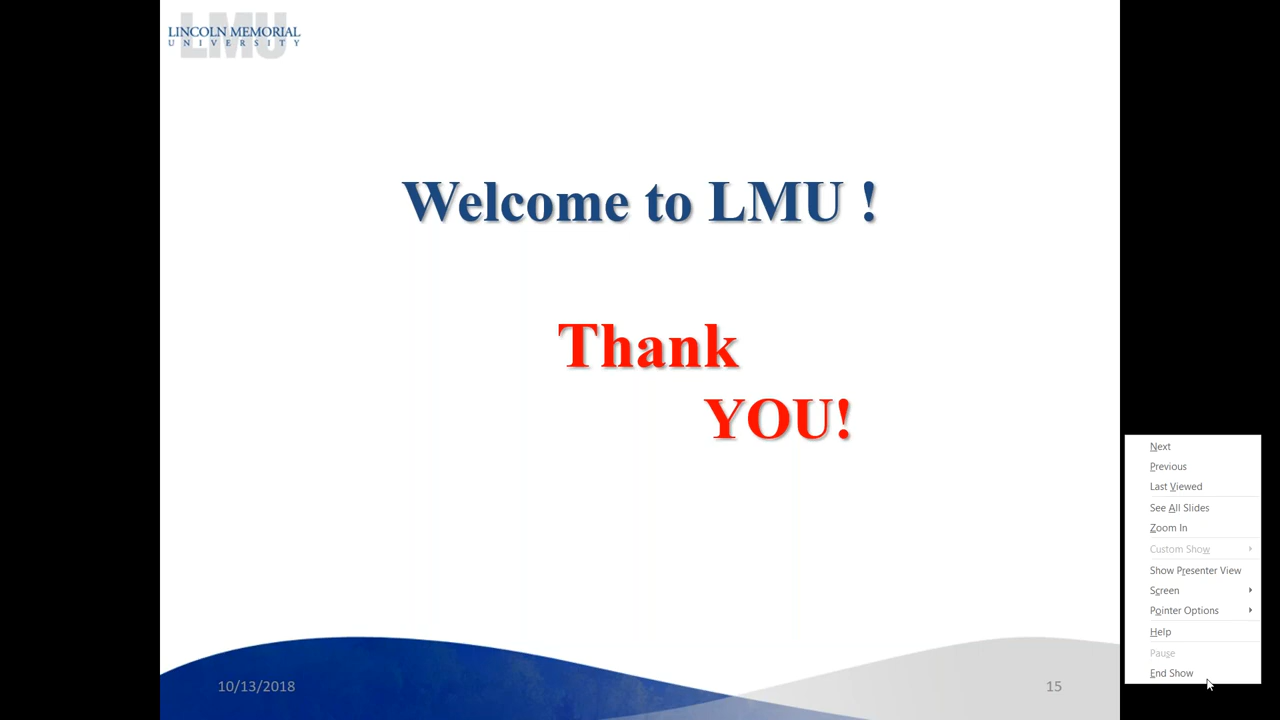 LMU
LINCOLN MEMORIAL
UNIVERSITY
Welcome to LMU !
Thank
YOU!
Next
Previous
Last Viewed
See All Slides
Zoom In
Custom Show
Show Presenter View
Screen
Pointer Options
Help
Pause
End Show
10/13/2018
15